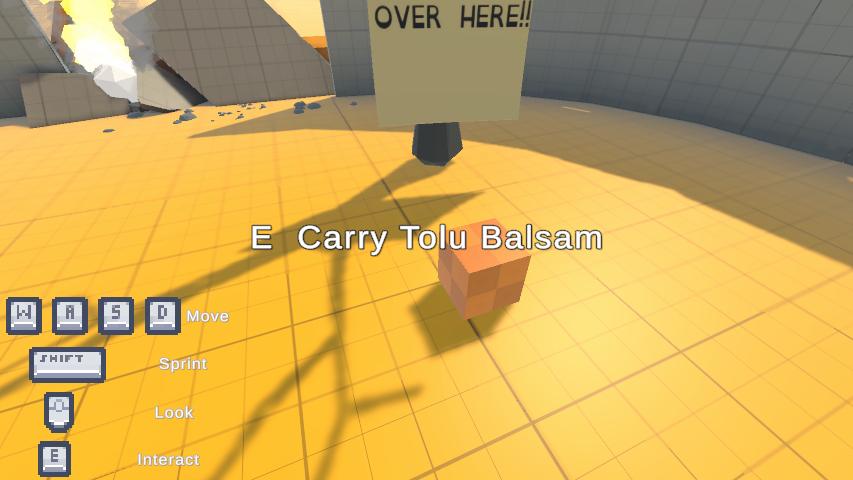 OVER HERE!!
E Carry Tolu Balsam
W A S D Move
SHIFT Sprint
Look
E Interact